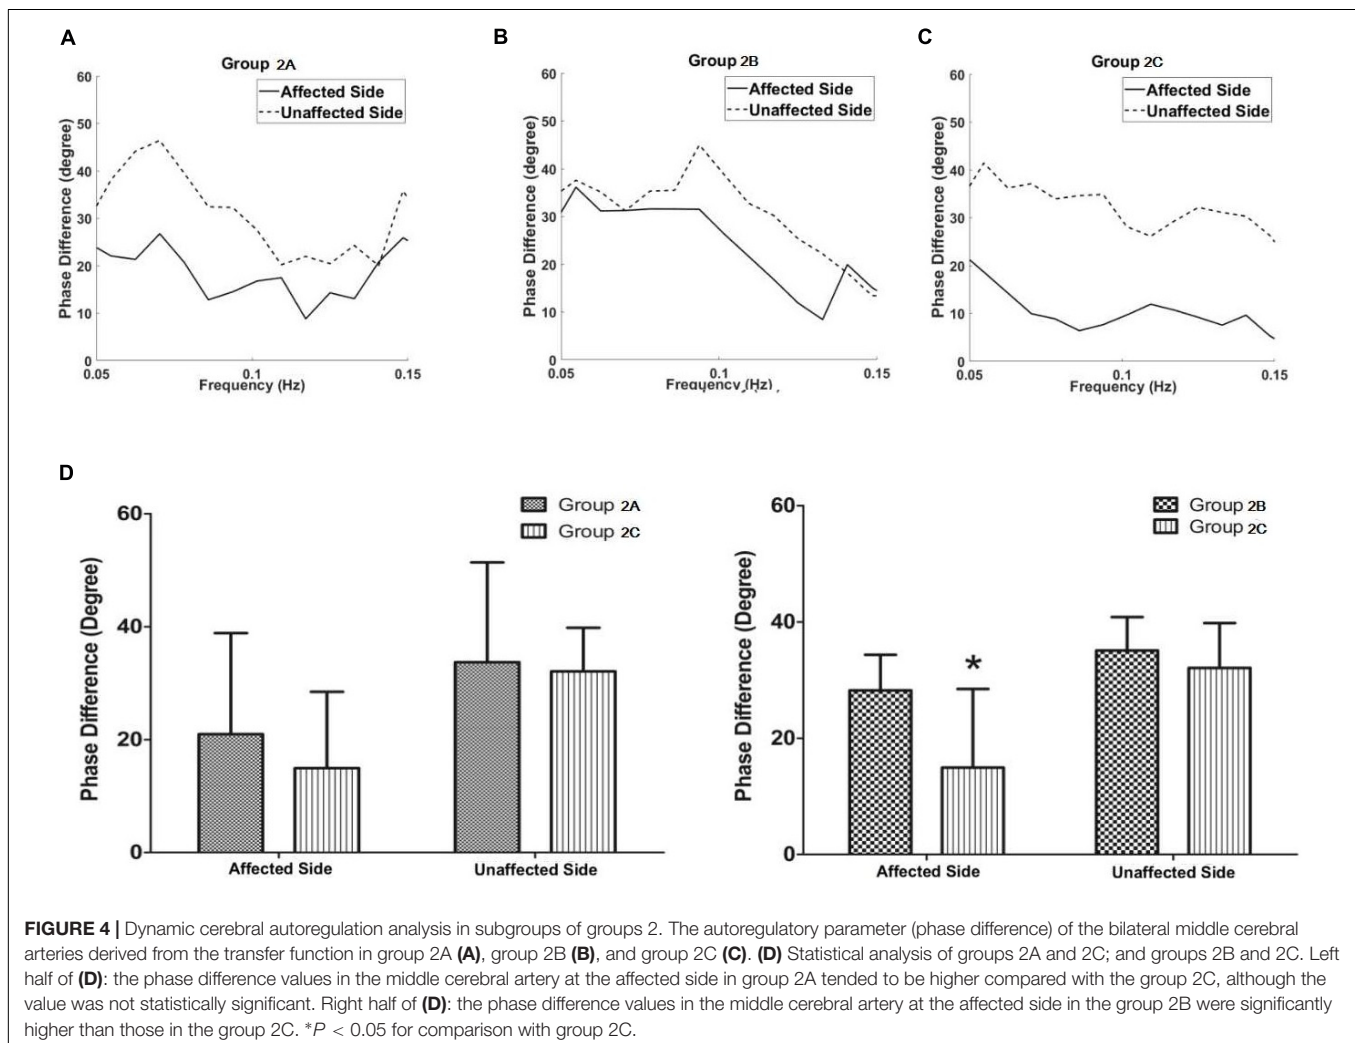 A
Group 2A
Affected Side
Unaffected Side
60
50
40
30
20
10
0
Phase Difference (degree)
0.05
0.1
0.15
Frequency (Hz)
B
Group 2B
Affected Side
Unaffected Side
60
50
40
30
20
10
0
Phase Difference (degree)
0.05
0.1
0.15
Frequency (Hz)
C
Group 2C
Affected Side
Unaffected Side
60
50
40
30
20
10
0
Phase Difference (degree)
0.05
0.1
0.15
Frequency (Hz)
D
Group 2A
Group 2C
60
40
20
0
Phase Difference (Degree)
Affected Side
Unaffected Side
Group 2B
Group 2C
60
40
20
0
Phase Difference (Degree)
*
Affected Side
Unaffected Side
FIGURE 4 | Dynamic cerebral autoregulation analysis in subgroups of groups 2. The autoregulatory parameter (phase difference) of the bilateral middle cerebral
arteries derived from the transfer function in group 2A (A), group 2B (B), and group 2C (C). (D) Statistical analysis of groups 2A and 2C; and groups 2B and 2C. Left
half of (D): the phase difference values in the middle cerebral artery at the affected side in group 2A tended to be higher compared with the group 2C, although the
value was not statistically significant. Right half of (D): the phase difference values in the middle cerebral artery at the affected side in the group 2B were significantly
higher than those in the group 2C. *P < 0.05 for comparison with group 2C.